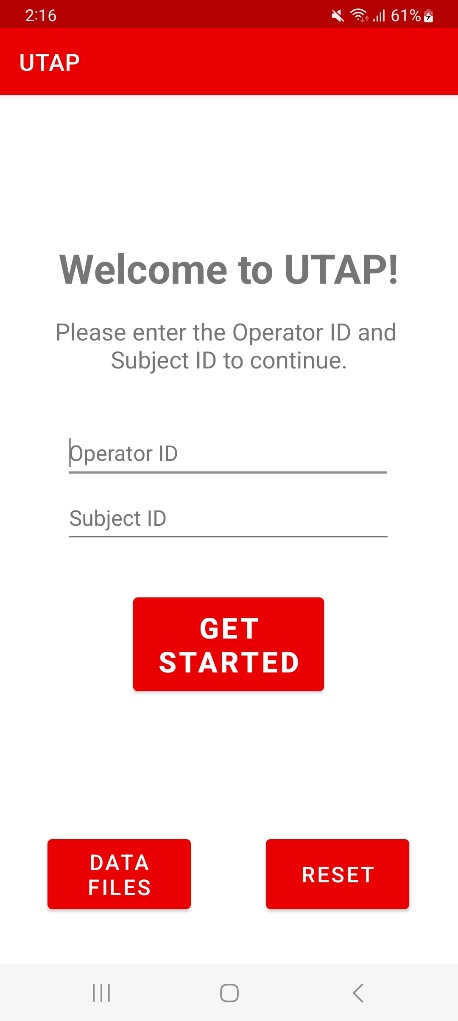 2:16
61%
UTAP
Welcome to UTAP!
Please enter the Operator ID and
Subject ID to continue.
Operator ID
Subject ID
GET
STARTED
DATA
FILES
RESET